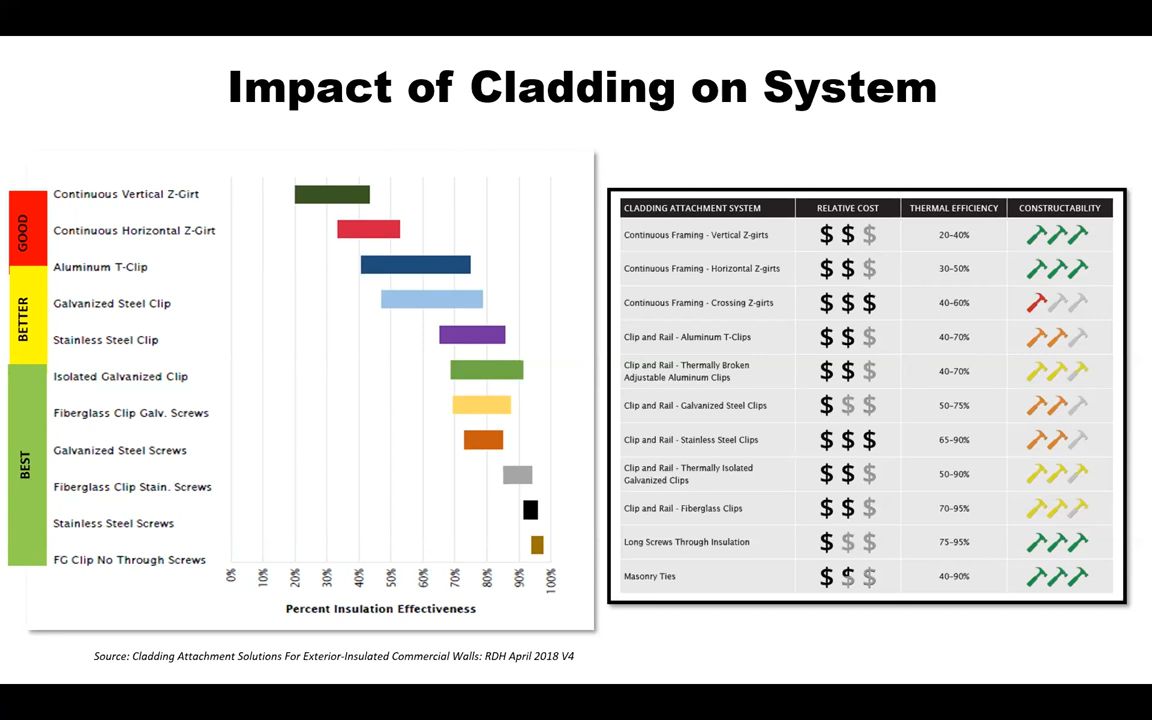 Impact of Cladding on System
GOOD
BETTER
BEST
Continuous Vertical Z-Girt
Continuous Horizontal Z-Girt
Aluminum T-Clip
Galvanized Steel Clip
Stainless Steel Clip
Isolated Galvanized Clip
Fiberglass Clip Galv. Screws
Galvanized Steel Screws
Fiberglass Clip Stain. Screws
Stainless Steel Screws
FG Clip No Through Screws
0% 10% 20% 30% 40% 50% 60% 70% 80% 90% 100%
Percent Insulation Effectiveness
Source: Cladding Attachment Solutions For Exterior-Insulated Commercial Walls: RDH April 2018 V4
CLADDING ATTACHMENT SYSTEM RELATIVE COST THERMAL EFFICIENCY CONSTRUCTABILITY
Continuous Framing - Vertical Z-girts $ $ $ 20–40%
Continuous Framing - Horizontal Z-girts $ $ $ 30–50%
Continuous Framing - Crossing Z-girts $ $ $ 40–60%
Clip and Rail - Aluminum T-Clips $ $ $ 40–70%
Clip and Rail - Thermally Broken
Adjustable Aluminum Clips $ $ $ 40–70%
Clip and Rail - Galvanized Steel Clips $ $ $ 50–75%
Clip and Rail - Stainless Steel Clips $ $ $ 65–90%
Clip and Rail - Thermally Isolated
Galvanized Clips $ $ $ 50–90%
Clip and Rail - Fiberglass Clips $ $ $ 70–95%
Long Screws Through Insulation $ $ $ 75–95%
Masonry Ties $ $ $ 40–90%